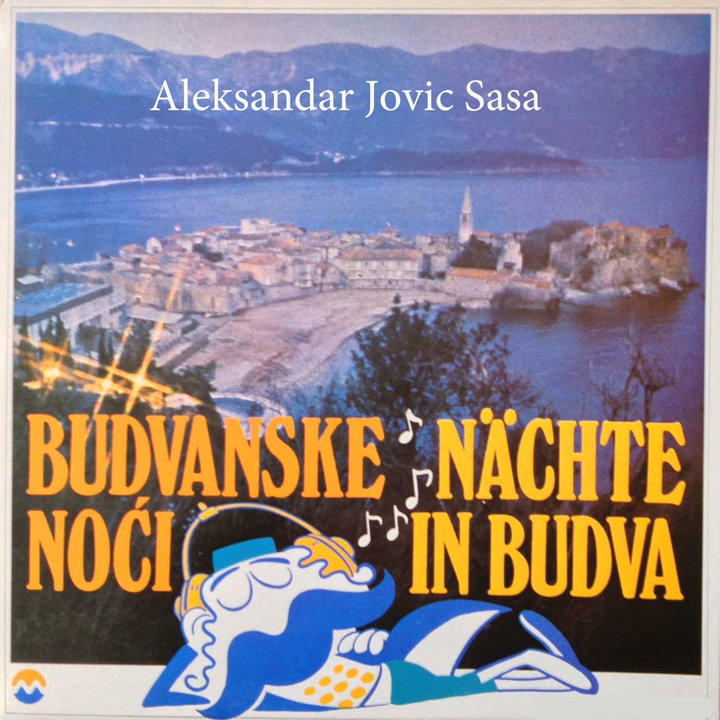 Aleksandar Jovic Sasa
BUDVANSKE
NOĆI
NÄCHTE
IN BUDVA